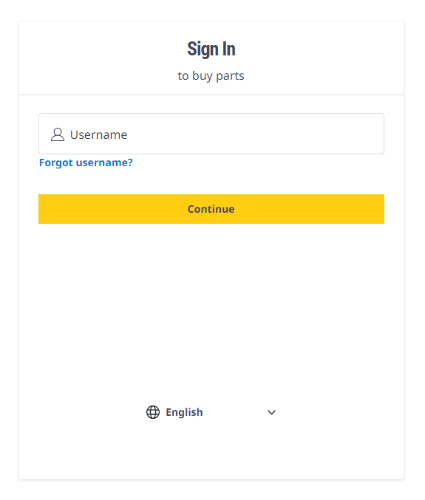 Sign In
to buy parts
Username
Forgot username?
Continue
English